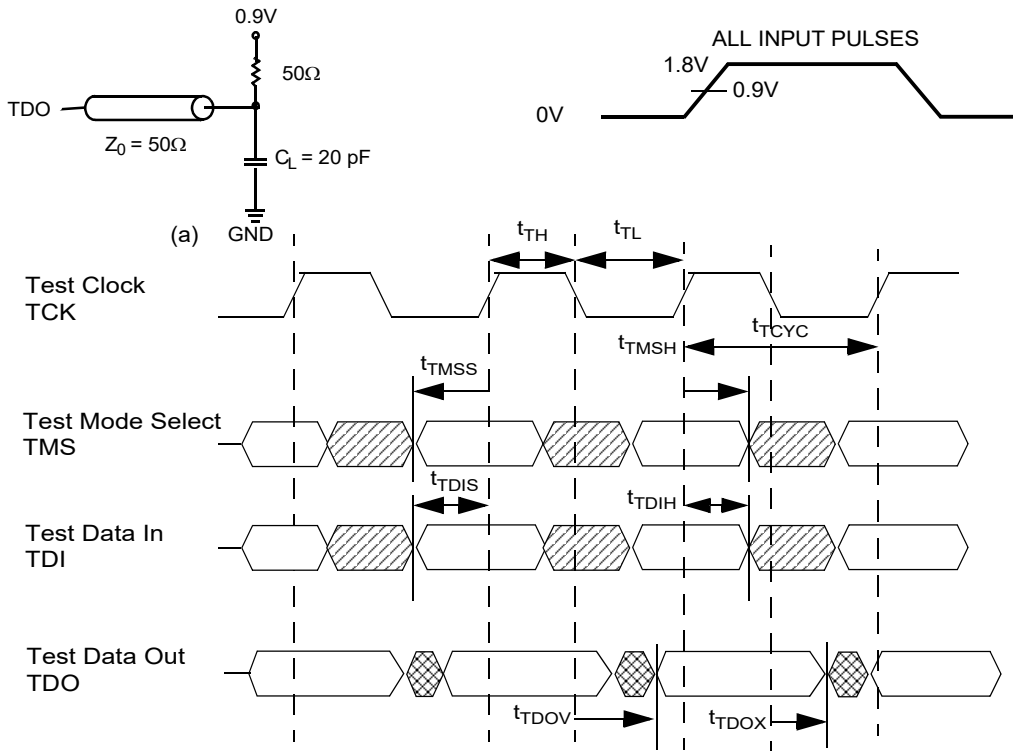 0.9V
ALL INPUT PULSES
50Ω
1.8V
0.9V
TDO
0V
Z0 = 50Ω
CL = 20 pF
(a)
GND
tTH
tTL
Test Clock
TCK
tTCYC
tTMSH
tTMSS
Test Mode Select
TMS
tTDIS
tTDIH
Test Data In
TDI
Test Data Out
TDO
tTDOV
tTDOX